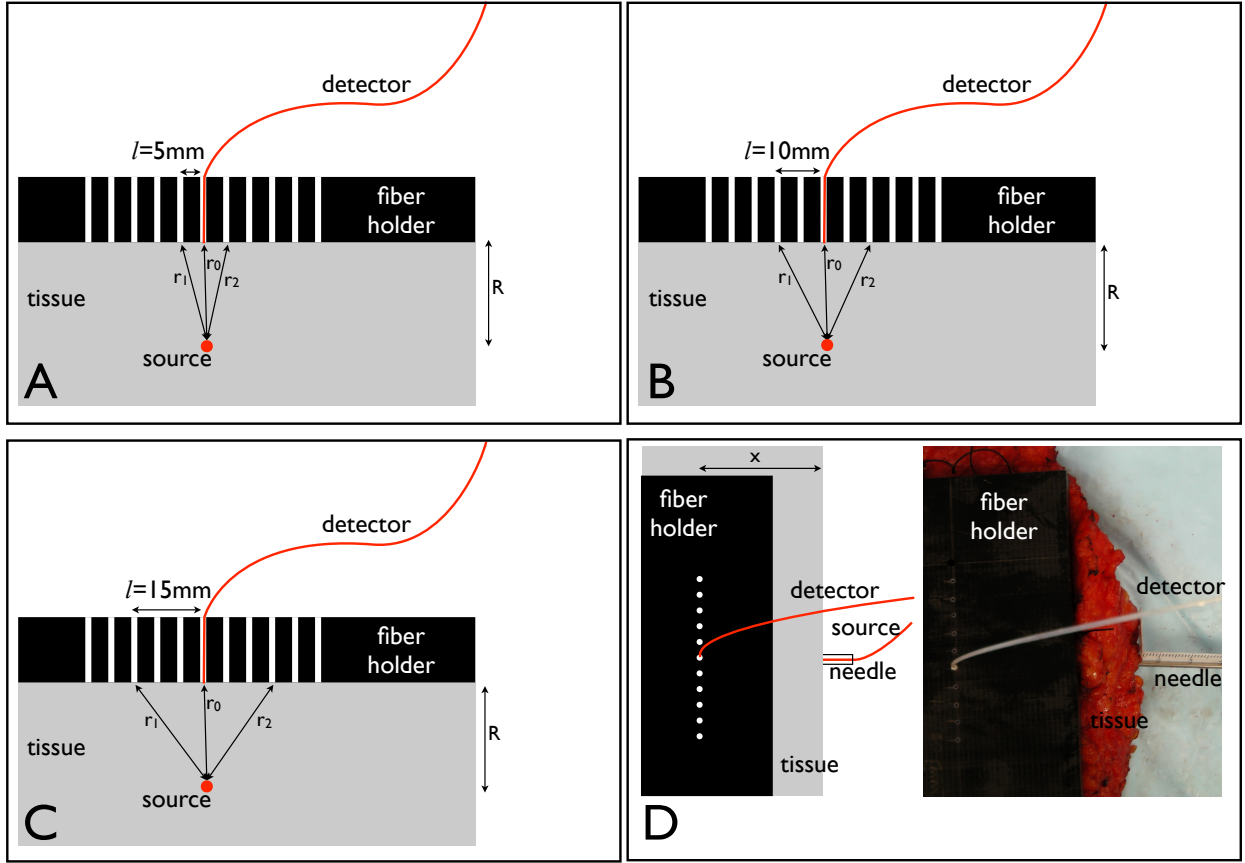 detector
l=5mm
fiber
holder
r1
r0
r2
R
tissue
source
A
detector
l=10mm
fiber
holder
r1
r0
r2
R
tissue
source
B
detector
l=15mm
fiber
holder
r1
r0
r2
R
tissue
source
C
x
fiber
holder
detector
source
needle
tissue
D
fiber
holder
detector
needle
tissue